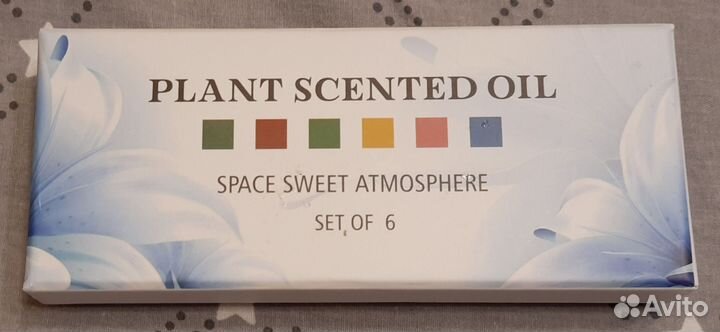 PLANT SCENTED OIL
SPACE SWEET ATMOSPHERE
SET OF 6
Avito